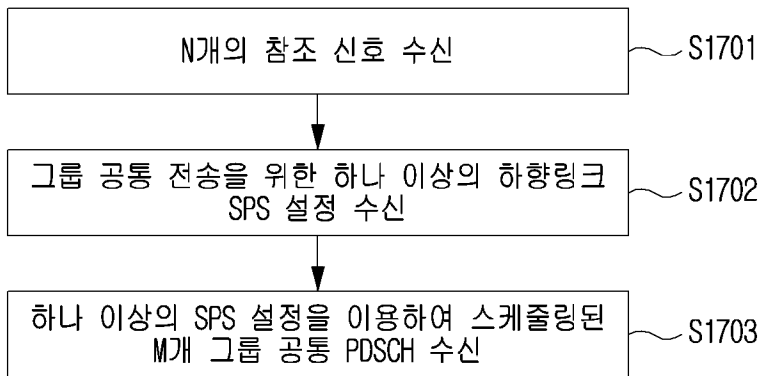 N개의 참조 신호 수신
S1701
그룹 공통 전송을 위한 하나 이상의 하향링크
SPS 설정 수신
S1702
하나 이상의 SPS 설정을 이용하여 스케줄링된
M개 그룹 공통 PDSCH 수신
S1703